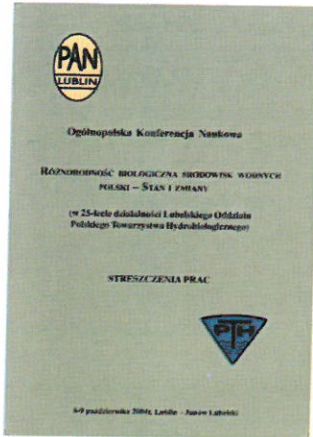 PAN
LUBLIN
Ogólnopolska Konferencja Naukowa
RÓŻNORODNOŚĆ BIOLOGICZNA ŚRODOWISK WODNYCH
POLSKI – STAN I ZMIANY
(w 25-lecie działalności Lubelskiego Oddziału
Polskiego Towarzystwa Hydrobiologicznego)
STRESZCZENIA PRAC
PTH
6-9 października 2004r. Lublin – Janów Lubelski